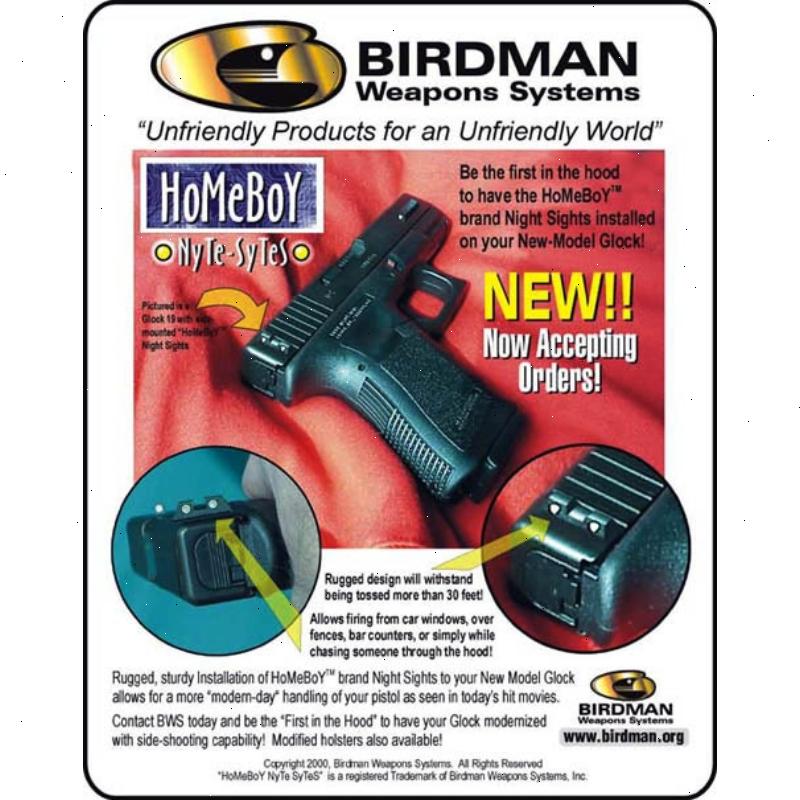 BIRDMAN
Weapons Systems
“Unfriendly Products for an Unfriendly World”
HoMeBoY
NyTe-SyTeS
Be the first in the hood
to have the HoMeBoY™
brand Night Sights installed
on your New-Model Glock!
NEW!!
Now Accepting
Orders!
Pictured is
Glock 19 with side-
mounted "HoMeBoY"™
Night Sights
Rugged design will withstand
being tossed more than 30 feet!
Allows firing from car windows, over
fences, bar counters, or simply while
chasing someone through the hood!
Rugged, sturdy Installation of HoMeBoY™ brand Night Sights to your New Model Glock
allows for a more "modern-day" handling of your pistol as seen in today's hit movies.
Contact BWS today and be the "First in the Hood" to have your Glock modernized
with side-shooting capability! Modified holsters also available!
BIRDMAN
Weapons Systems
www.birdman.org
Copyright 2000, Birdman Weapons Systems. All Rights Reserved
"HoMeBoY NyTe SyTeS" is a registered Trademark of Birdman Weapons Systems, Inc.